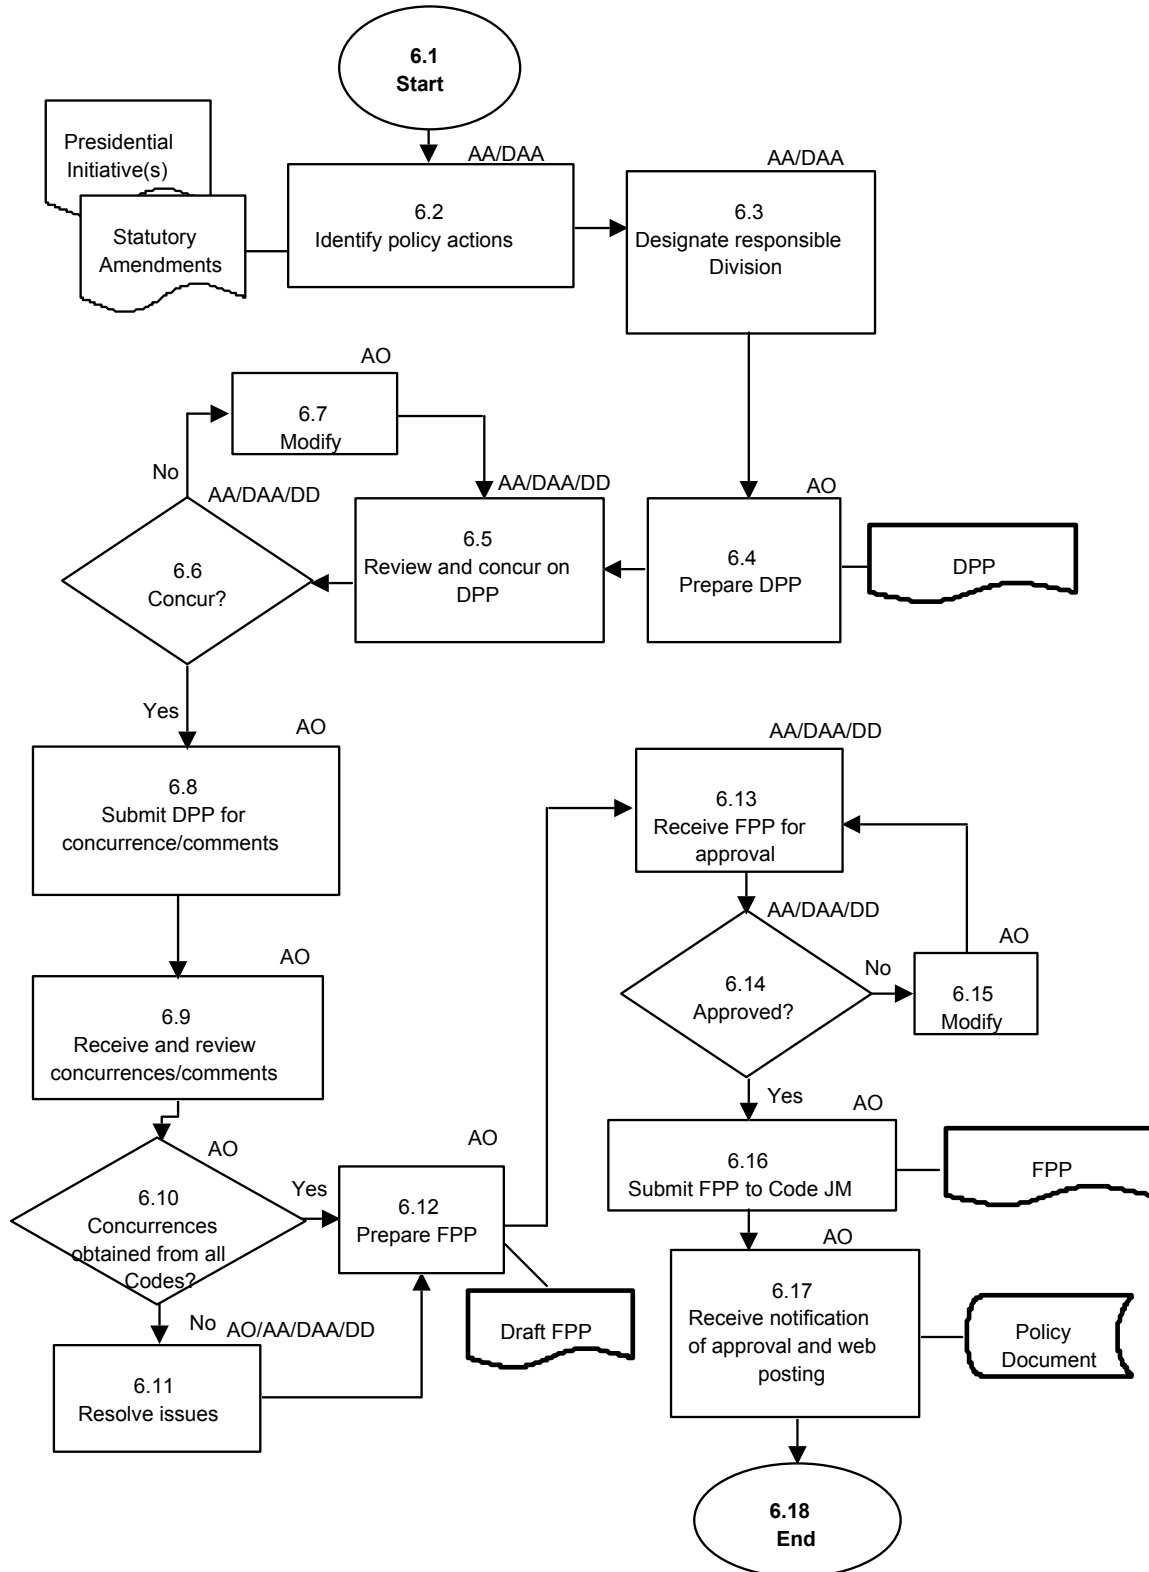 6.1
Start
Presidential
Initiative(s)
Statutory
Amendments
AA/DAA
6.2
Identify policy actions
AA/DAA
6.3
Designate responsible
Division
AO
6.7
Modify
No
AA/DAA/DD
6.6
Concur?
AA/DAA/DD
6.5
Review and concur on
DPP
AO
6.4
Prepare DPP
DPP
Yes
AO
6.8
Submit DPP for
concurrence/comments
AO
6.9
Receive and review
concurrences/comments
AO
6.10
Concurrences
obtained from all
Codes?
Yes
No
AO/AA/DAA/DD
6.11
Resolve issues
AO
6.12
Prepare FPP
Draft FPP
AA/DAA/DD
6.13
Receive FPP for
approval
AA/DAA/DD
6.14
Approved?
No
AO
6.15
Modify
Yes
AO
6.16
Submit FPP to Code JM
FPP
AO
6.17
Receive notification
of approval and web
posting
Policy
Document
6.18
End